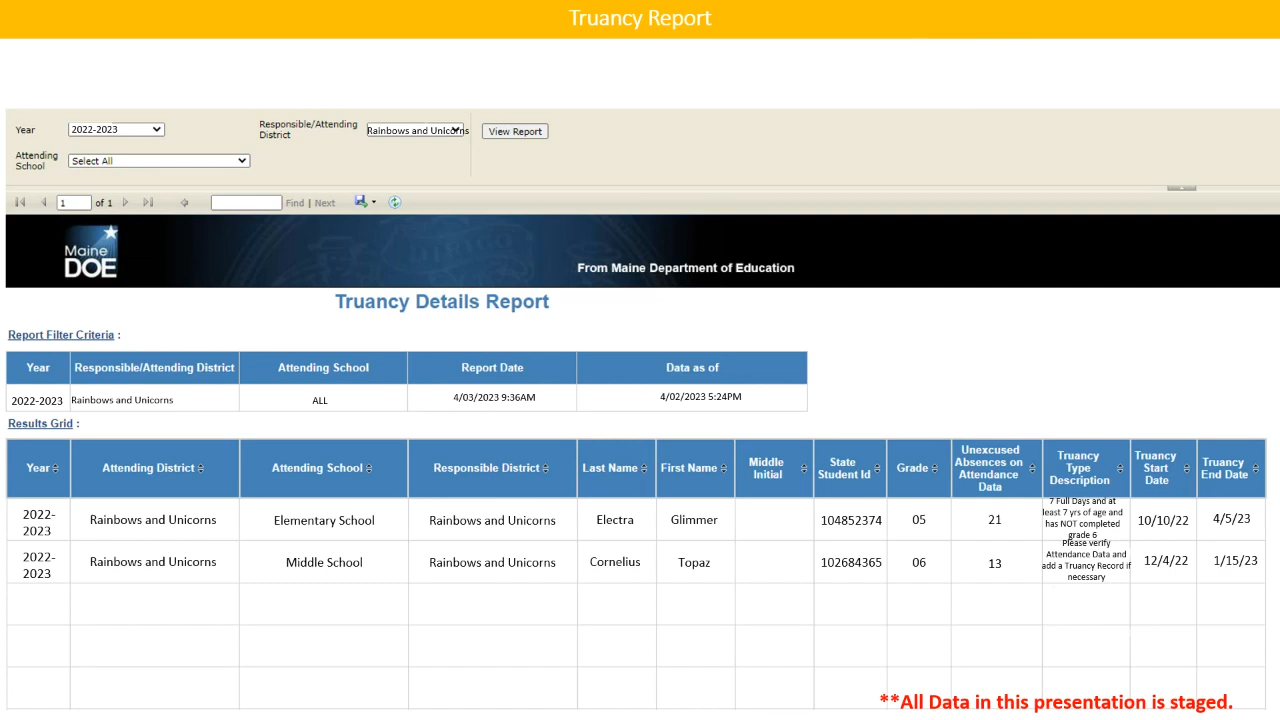 Truancy Report
Year
2022-2023
Responsible/Attending
District
Rainbows and Unicorns
View Report
Attending
School
Select All
1
of 1
Find | Next
Maine
DOE
From Maine Department of Education
Truancy Details Report
Report Filter Criteria :
Year Responsible/Attending District Attending School Report Date Data as of
2022-2023 Rainbows and Unicorns ALL 4/03/2023 9:36AM 4/02/2023 5:24PM
Results Grid :
Year
Attending District
Attending School
Responsible District
Last Name
First Name
Middle
Initial
State
Student Id
Grade
Unexcused
Absences on
Attendance
Data
Truancy
Type
Description
Truancy
Start
Date
Truancy
End Date
2022-
2023
Rainbows and Unicorns
Elementary School
Rainbows and Unicorns
Electra
Glimmer
104852374
05
21
7 Full Days and at
least 7 yrs of age and
has NOT completed
grade 6
10/10/22
4/5/23
2022-
2023
Rainbows and Unicorns
Middle School
Rainbows and Unicorns
Cornelius
Topaz
102684365
06
13
Please verify
Attendance Data and
add a Truancy Record if
necessary
12/4/22
1/15/23
**All Data in this presentation is staged.